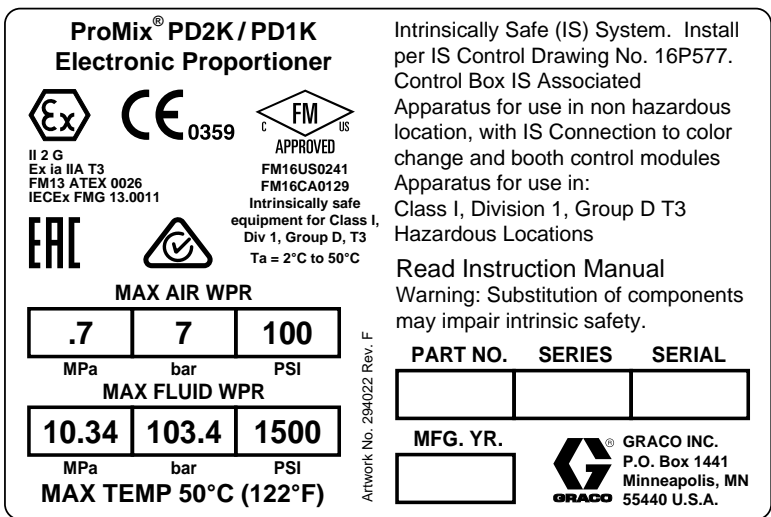 ProMix® PD2K / PD1K
Electronic Proportioner
Ex
CE 0359
FM
C US
APPROVED
II 2 G
Ex ia IIA T3
FM13 ATEX 0026
IECEx FMG 13.0011
FM16US0241
FM16CA0129
Intrinsically safe
equipment for Class I,
Div 1, Group D, T3
Ta = 2°C to 50°C
EAC
MAX AIR WPR
.7 7 100
MPa bar PSI
MAX FLUID WPR
10.34 103.4 1500
MPa bar PSI
MAX TEMP 50°C (122°F)
Artwork No. 294022 Rev. F
Intrinsically Safe (IS) System. Install
per IS Control Drawing No. 16P577.
Control Box IS Associated
Apparatus for use in non hazardous
location, with IS Connection to color
change and booth control modules
Apparatus for use in:
Class I, Division 1, Group D T3
Hazardous Locations
Read Instruction Manual
Warning: Substitution of components
may impair intrinsic safety.
PART NO. SERIES SERIAL
MFG. YR.
G ®
GRACO
GRACO INC.
P.O. Box 1441
Minneapolis, MN
55440 U.S.A.